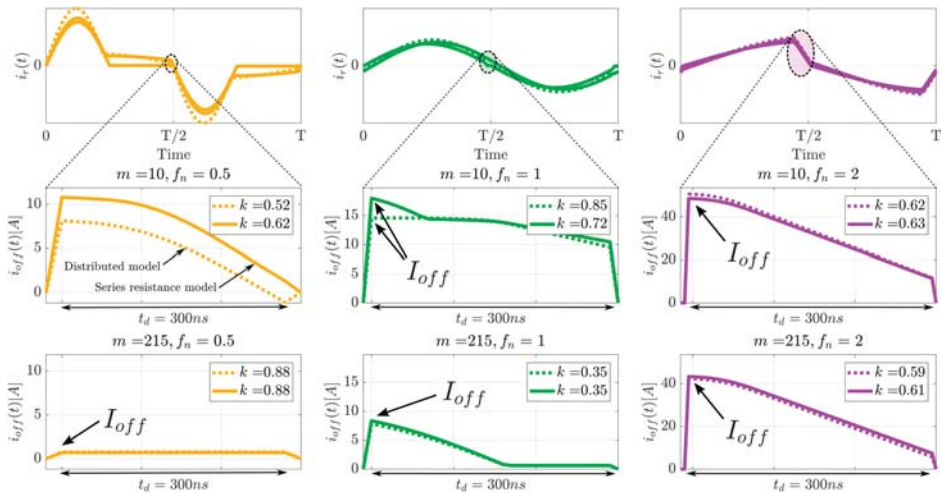 i_r(t)
0
0
T/2
T
Time
0
0
T/2
T
Time
i_r(t)
0
0
T/2
T
Time
i_r(t)
m =10, f_n = 0.5
i_off(t)[A]
10
5
0
k =0.52
k =0.62
Distributed model
Series resistance model
t_d = 300ns
m =10, f_n = 1
i_off(t)[A]
15
10
5
0
k =0.85
k =0.72
I_off
t_d = 300ns
m =10, f_n = 2
i_off(t)[A]
40
20
0
k =0.62
k =0.63
I_off
t_d = 300ns
m =215, f_n = 0.5
i_off(t)[A]
10
5
0
k =0.88
k =0.88
I_off
t_d = 300ns
m =215, f_n = 1
i_off(t)[A]
15
10
5
0
k =0.35
k =0.35
I_off
t_d = 300ns
m =215, f_n = 2
i_off(t)[A]
40
20
0
k =0.59
k =0.61
I_off
t_d = 300ns